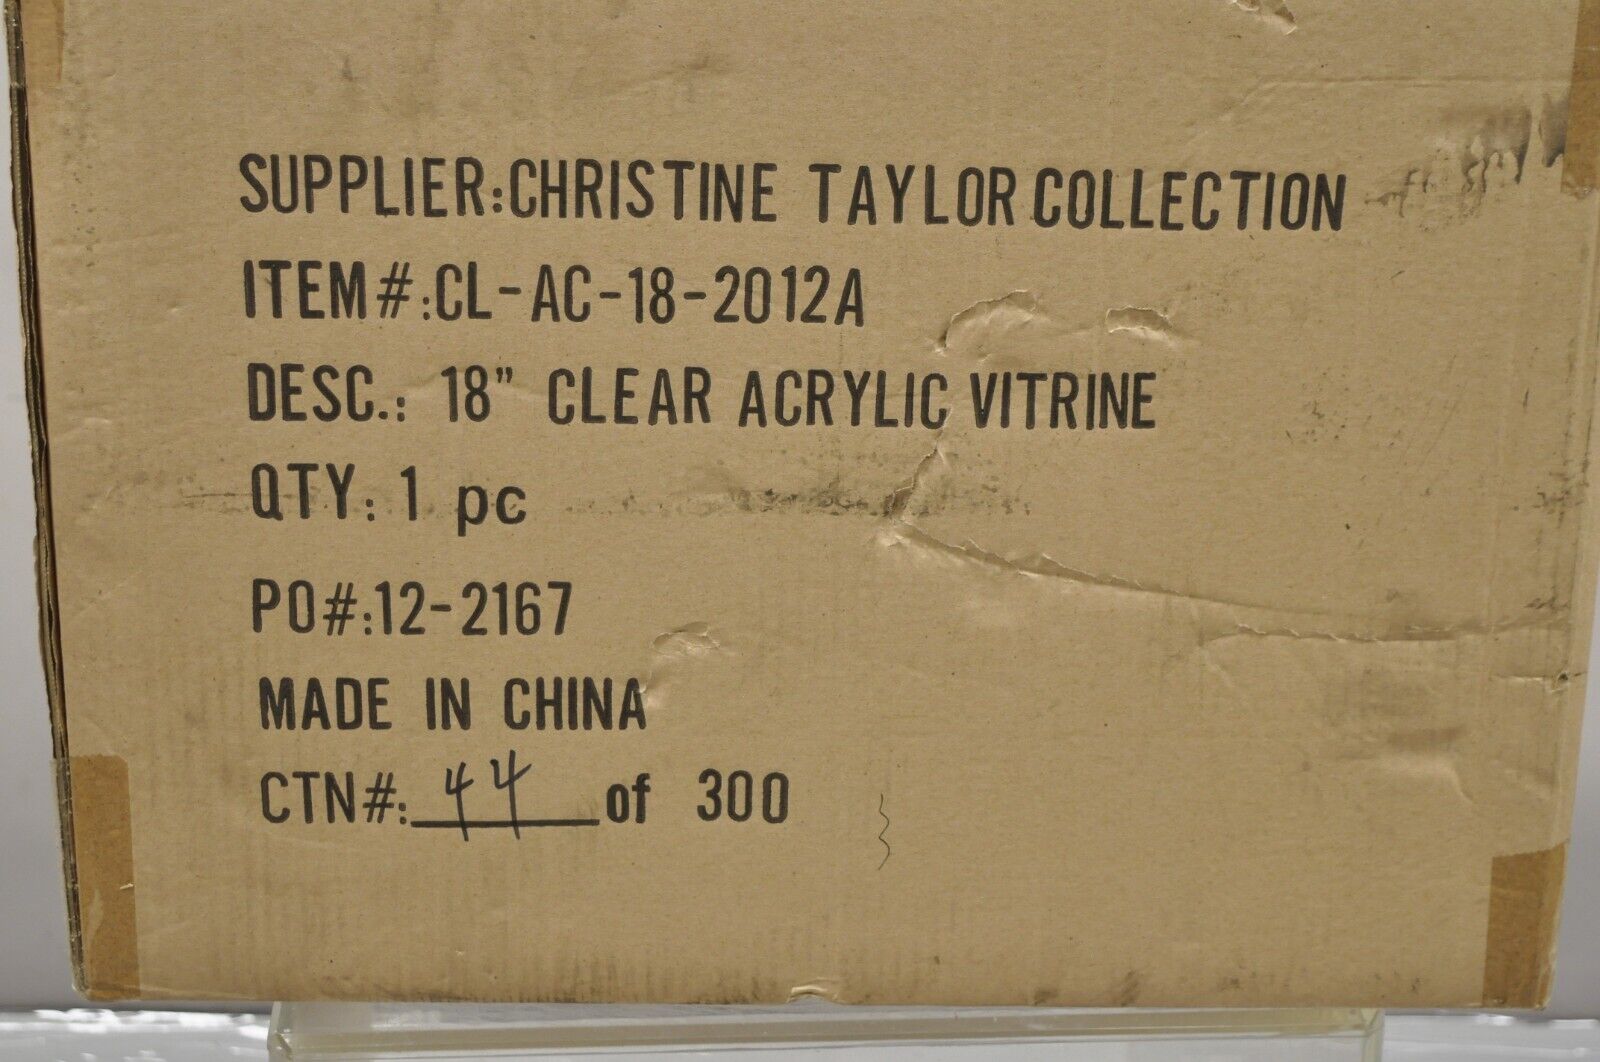 SUPPLIER:CHRISTINE TAYLOR COLLECTION
ITEM#:CL-AC-18-2012A
DESC.: 18" CLEAR ACRYLIC VITRINE
QTY: 1 pc
PO#:12-2167
MADE IN CHINA
CTN#: 44 of 300